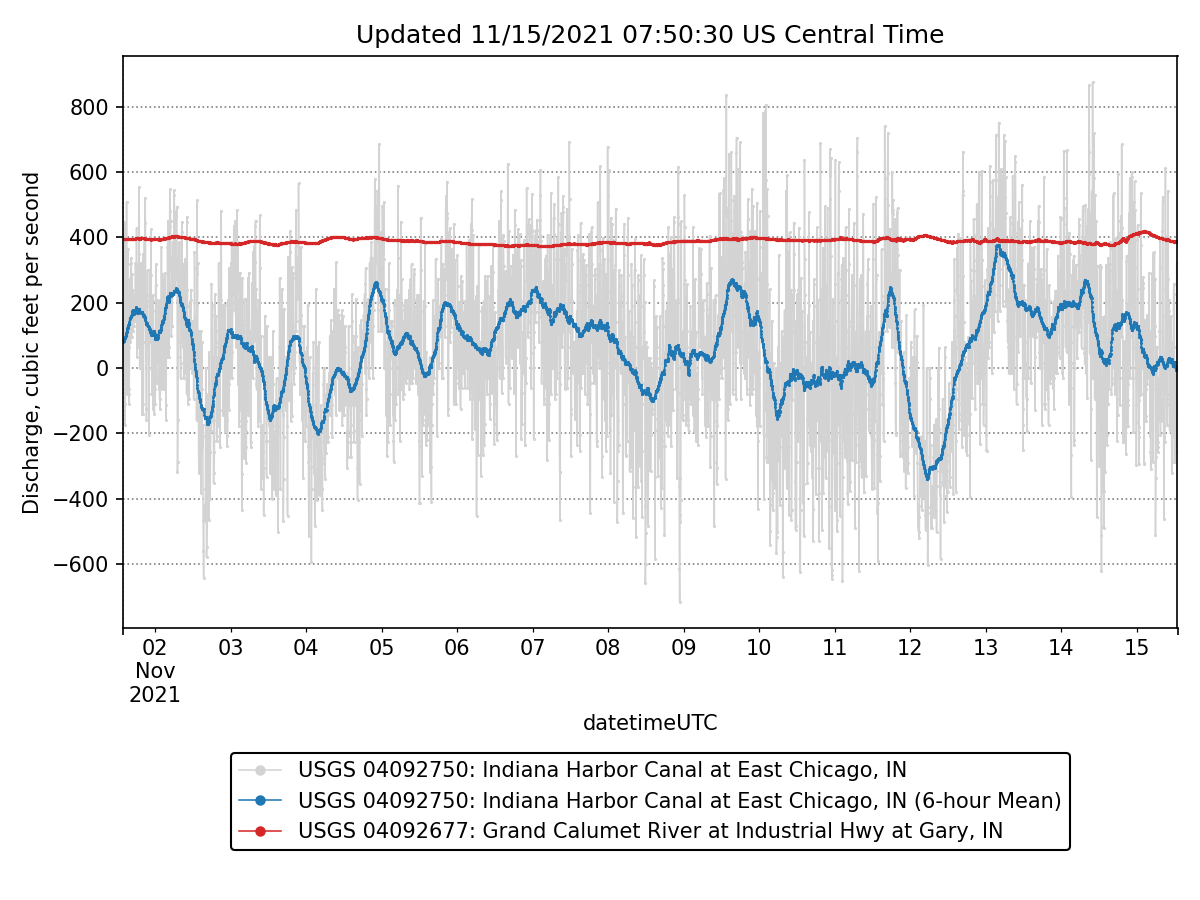 Updated 11/15/2021 07:50:30 US Central Time
Discharge, cubic feet per second
800
600
400
200
0
−200
−400
−600
02 03 04 05 06 07 08 09 10 11 12 13 14 15
Nov
2021
datetimeUTC
USGS 04092750: Indiana Harbor Canal at East Chicago, IN
USGS 04092750: Indiana Harbor Canal at East Chicago, IN (6-hour Mean)
USGS 04092677: Grand Calumet River at Industrial Hwy at Gary, IN